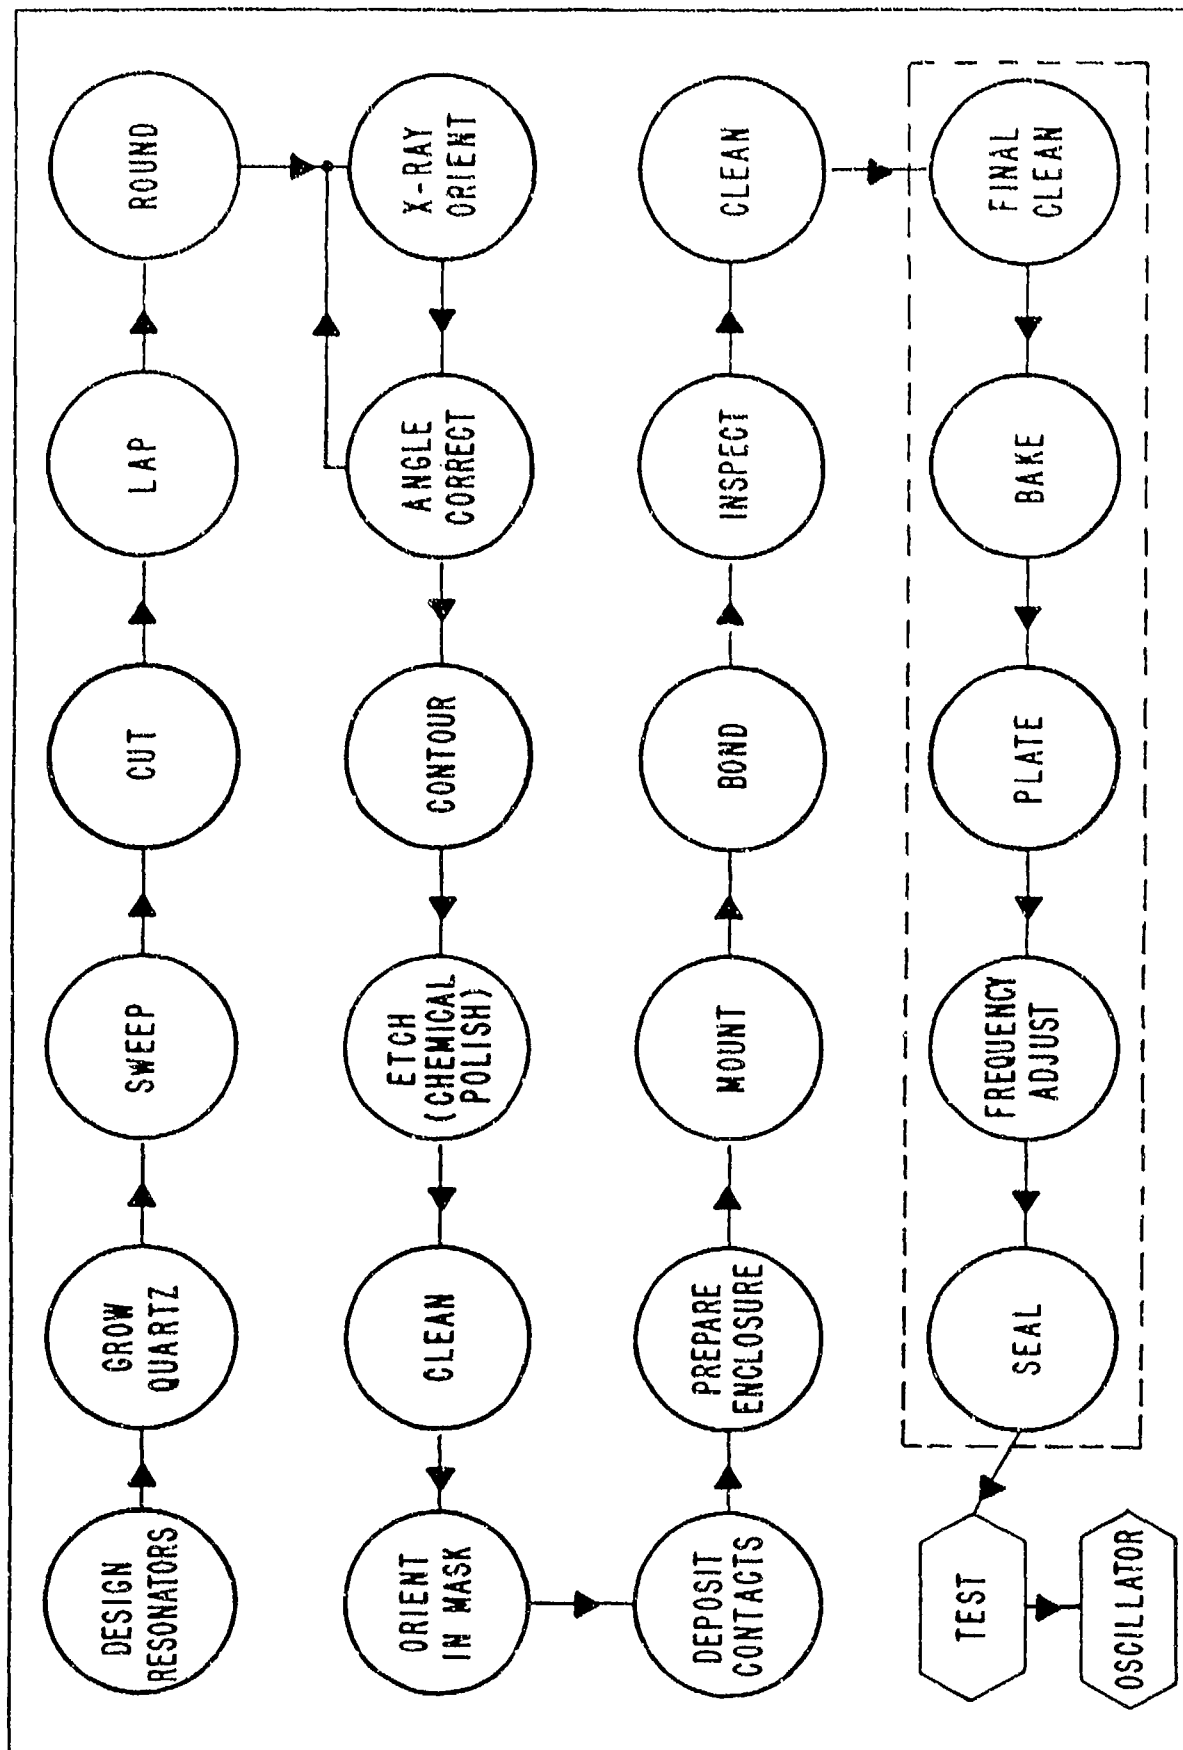 DESIGN
RESONATORS
GROW
QUARTZ
SWEEP
CUT
LAP
ROUND
X-RAY
ORIENT
ANGLE
CORRECT
CONTOUR
ETCH
(CHEMICAL
POLISH)
CLEAN
ORIENT
IN MASK
DEPOSIT
CONTACTS
PREPARE
ENCLOSURE
MOUNT
BOND
INSPECT
CLEAN
FINAL
CLEAN
BAKE
PLATE
FREQUENCY
ADJUST
SEAL
TEST
OSCILLATOR